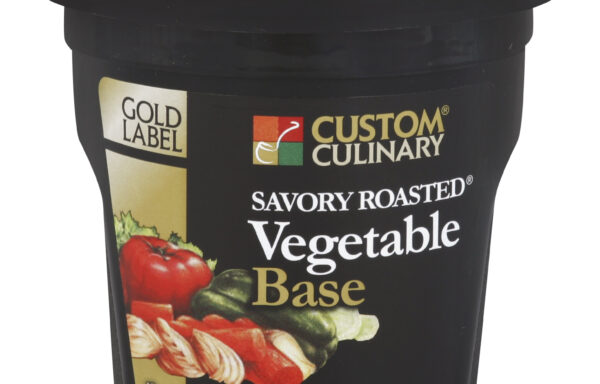 GOLD
LABEL
CUSTOM®
CULINARY
SAVORY ROASTED®
Vegetable
Base